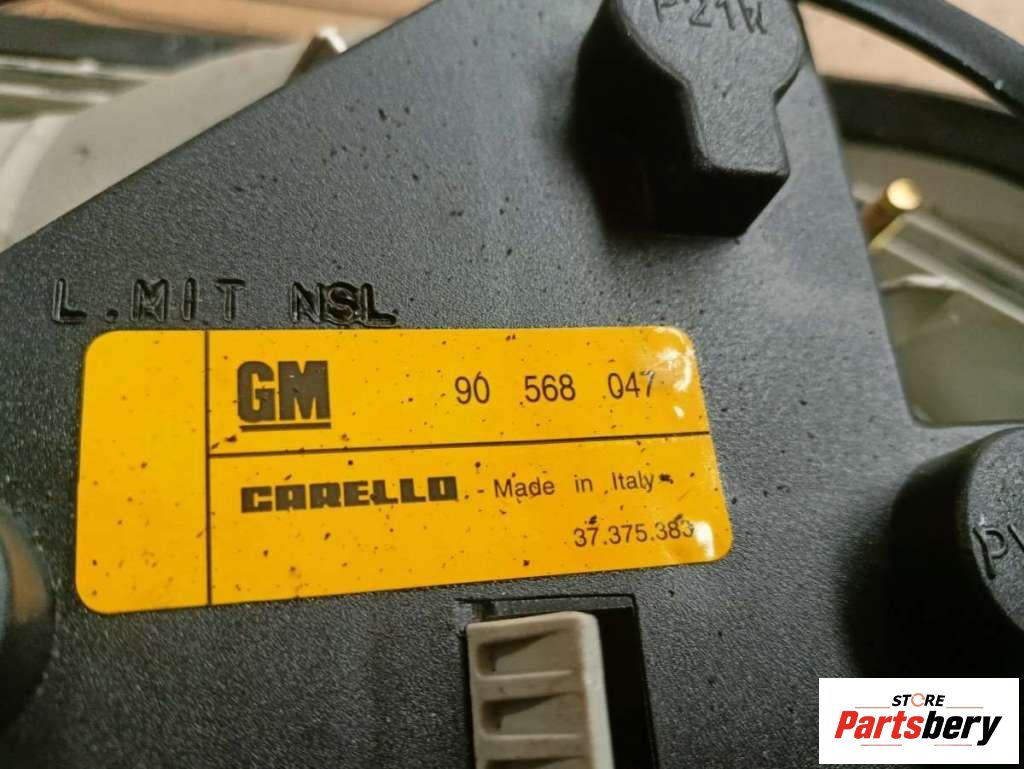 P21W
L.MIT NSL
GM 90 568 047
CARELLO - Made in Italy -
37.375.383
STORE
Partsbery